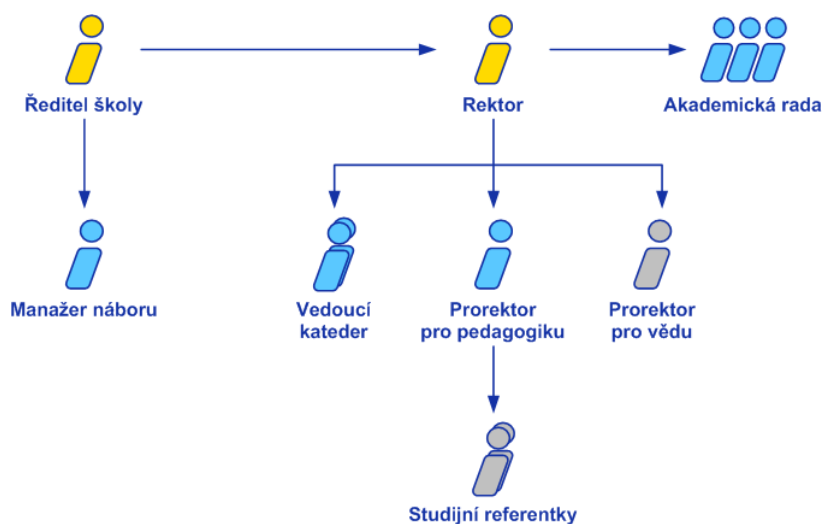 Ředitel školy
Rektor
Akademická rada
Manažer náboru
Vedoucí
kateder
Prorektor
pro pedagogiku
Prorektor
pro vědu
Studijní referentky